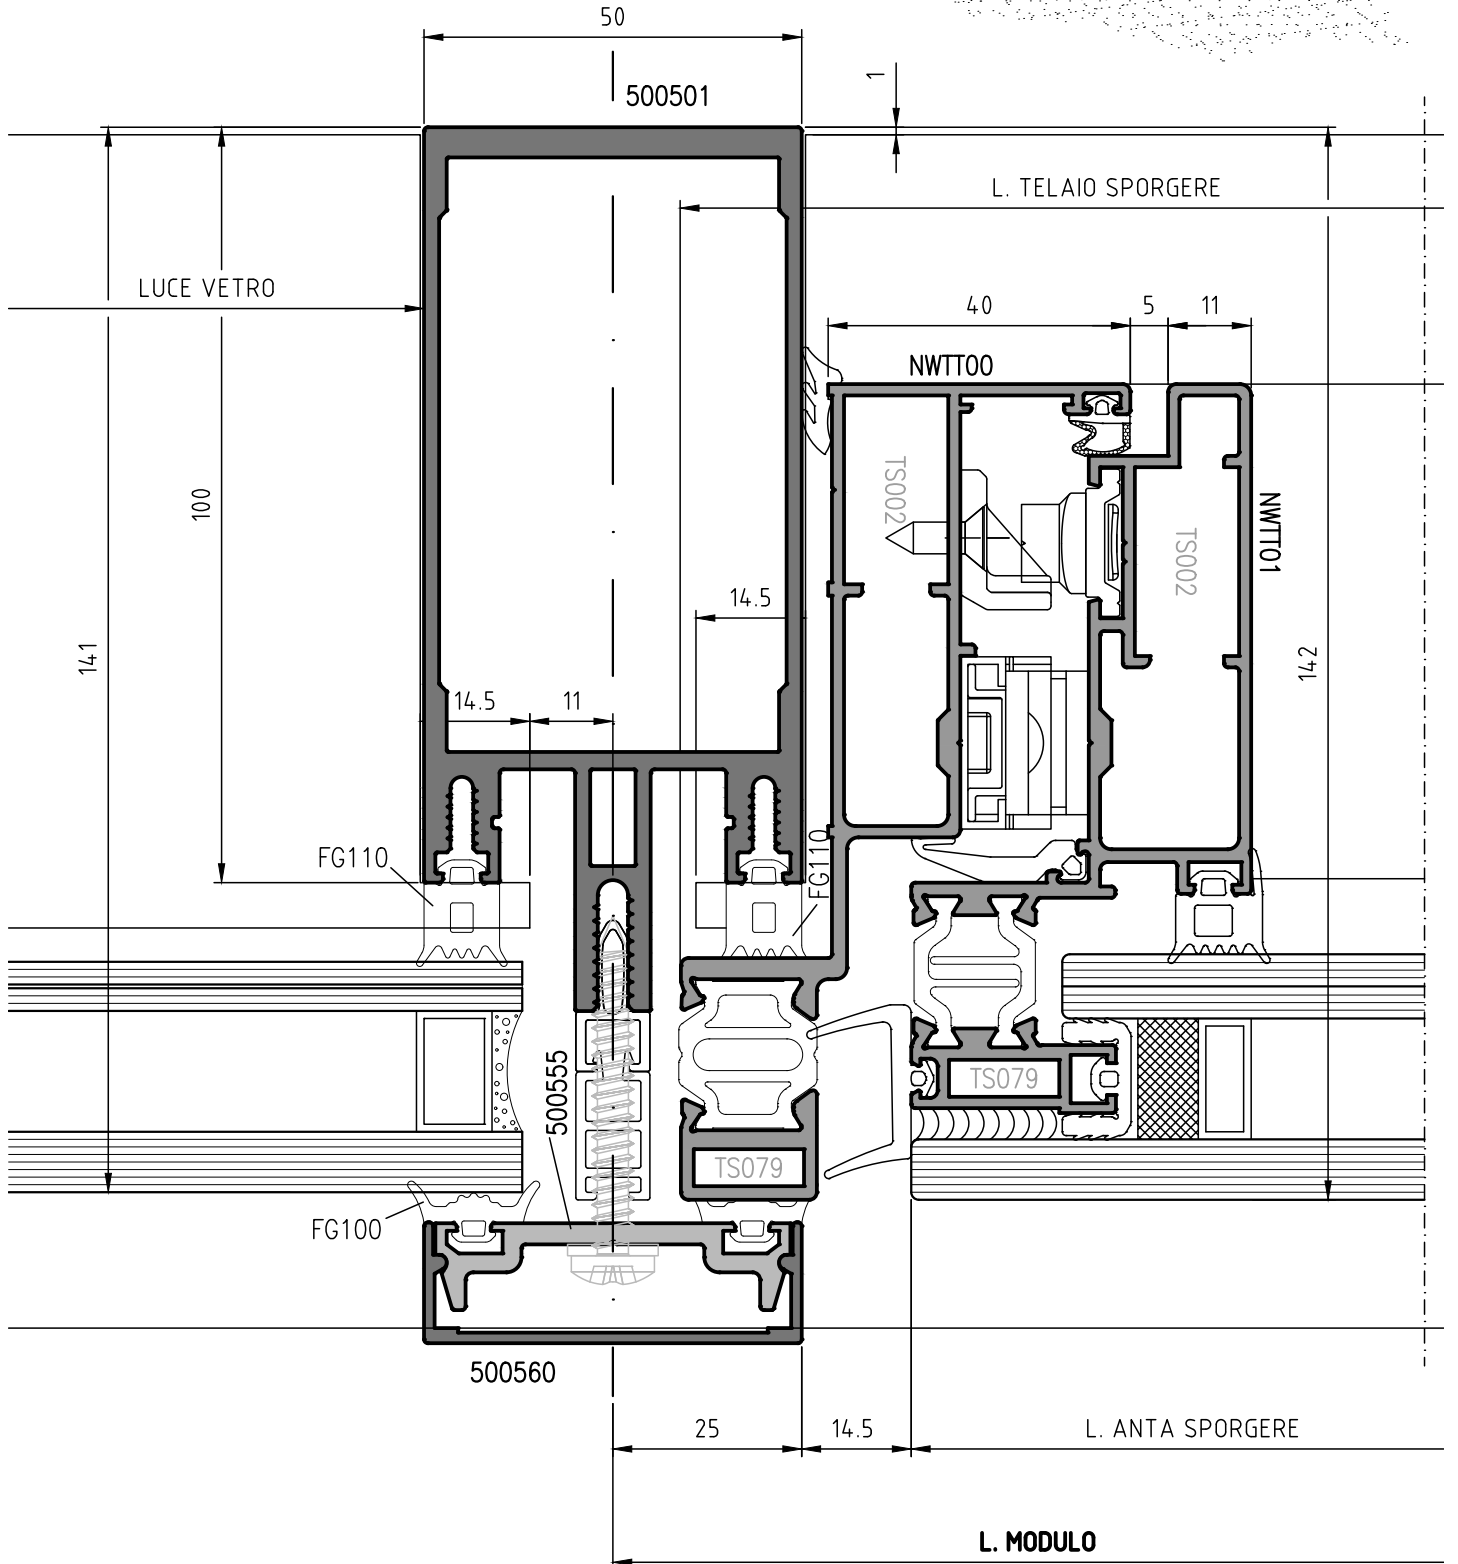 50
500501
1
L. TELAIO SPORGERE
LUCE VETRO
40
5
11
NWTT00
TS002
NWTT01
TS002
100
14.5
141
142
14.5
11
FG110
FG110
500555
TS079
TS079
FG100
500560
25
14.5
L. ANTA SPORGERE
L. MODULO